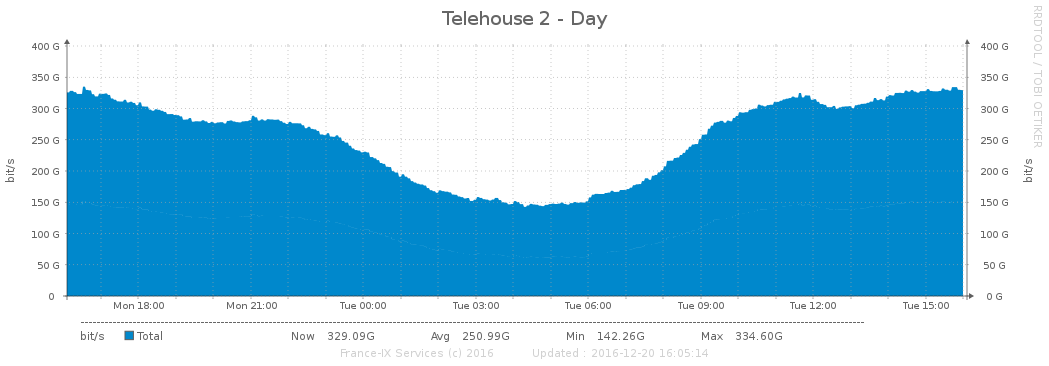 Telehouse 2 - Day
RRDTOOL / TOBI OETIKER
400 G 400 G
350 G 350 G
300 G 300 G
250 G 250 G
200 G 200 G
150 G 150 G
100 G 100 G
50 G 50 G
0 0 G
bit/s bit/s
Mon 18:00 Mon 21:00 Tue 00:00 Tue 03:00 Tue 06:00 Tue 09:00 Tue 12:00 Tue 15:00
bit/s Total Now 329.09G Avg 250.99G Min 142.26G Max 334.60G
France-IX Services (c) 2016 Updated : 2016-12-20 16:05:14